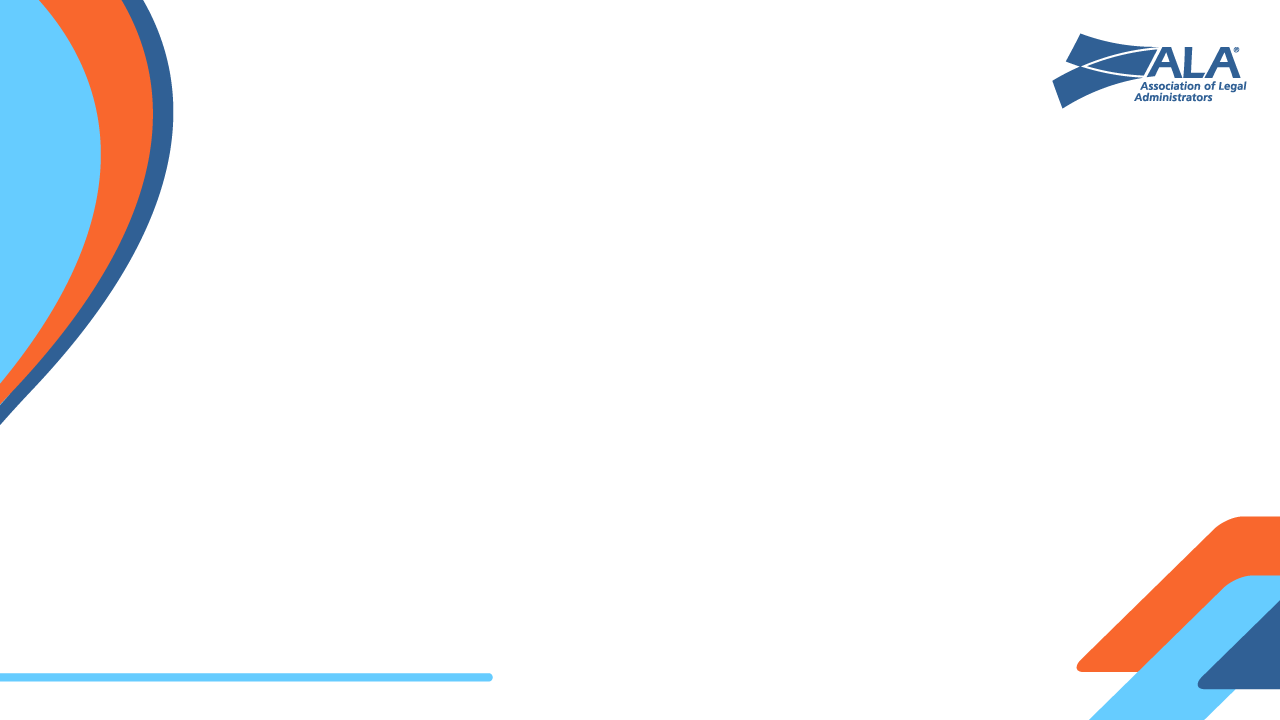 ALA®
Association of Legal
Administrators